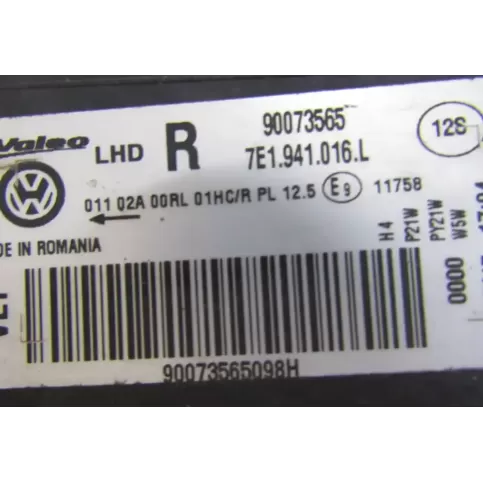 Valeo LHD R 90073565 12S
7E1.941.016.L
011 02A 00RL 01HC/R PL 12.5 E9 11758
DE IN ROMANIA
H4
P21W
PY21W
W5W
0000
90073565098H